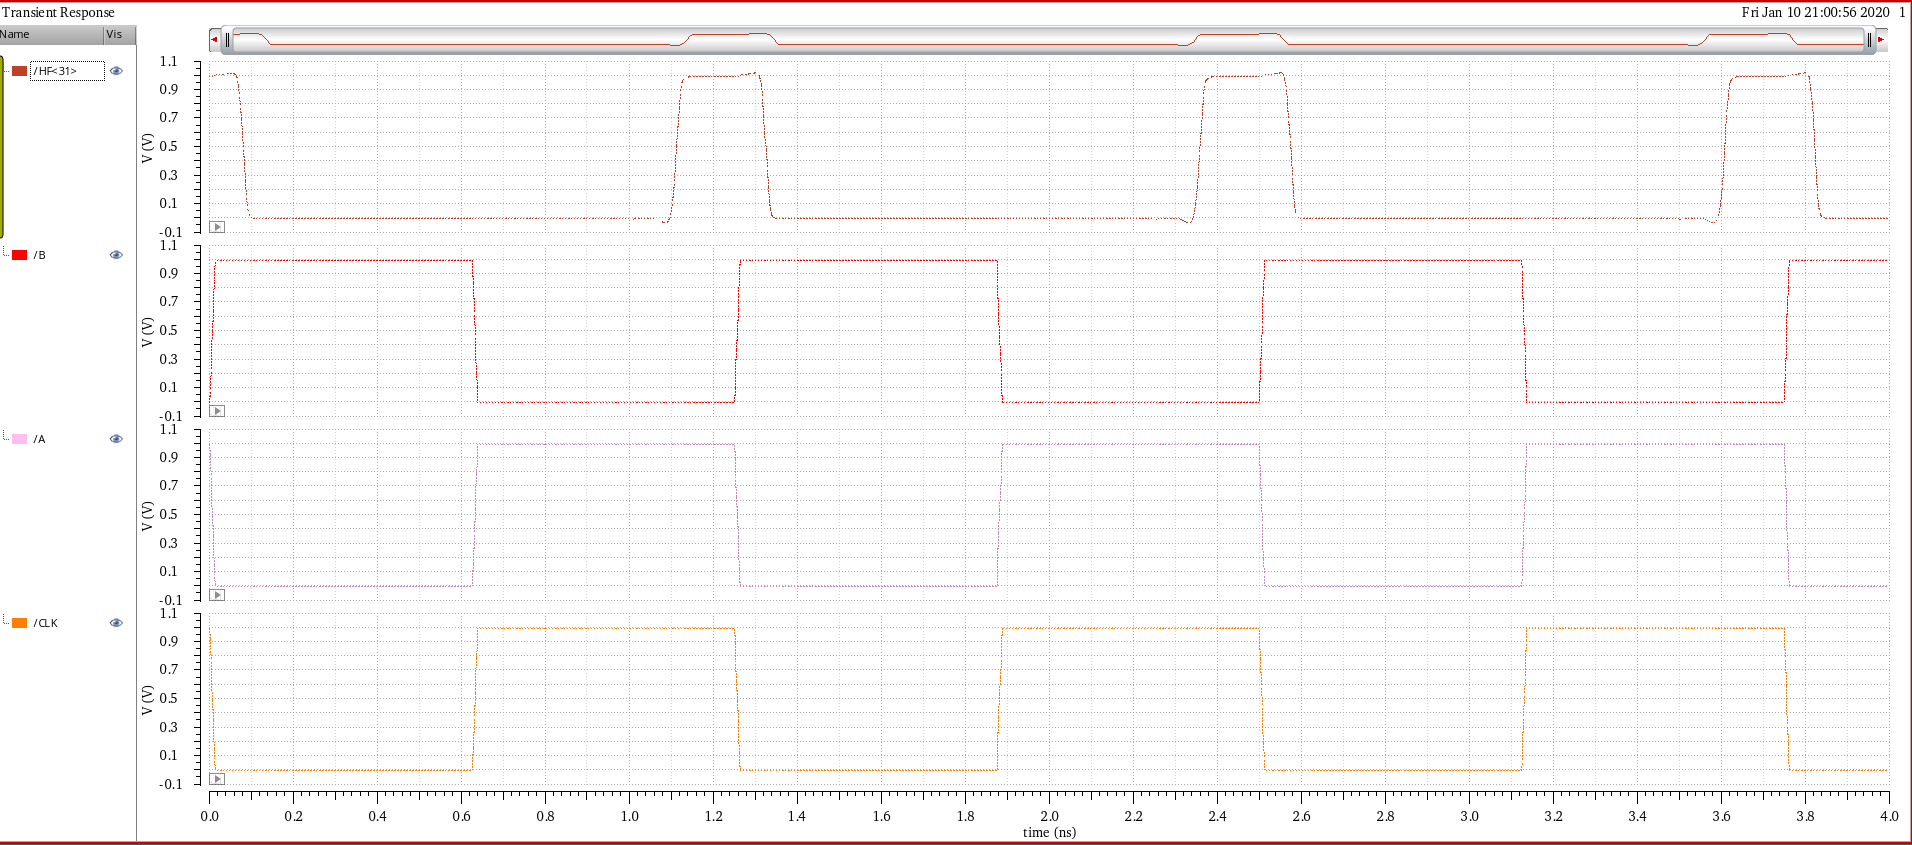 Transient Response Fri Jan 10 21:00:56 2020 1
Name Vis
/HF<31>
1.1
0.9
0.7
0.5
0.3
0.1
-0.1
V (V)
/B
1.1
0.9
0.7
0.5
0.3
0.1
-0.1
V (V)
/A
1.1
0.9
0.7
0.5
0.3
0.1
-0.1
V (V)
/CLK
1.1
0.9
0.7
0.5
0.3
0.1
-0.1
V (V)
0.0 0.2 0.4 0.6 0.8 1.0 1.2 1.4 1.6 1.8 2.0 2.2 2.4 2.6 2.8 3.0 3.2 3.4 3.6 3.8 4.0
time (ns)